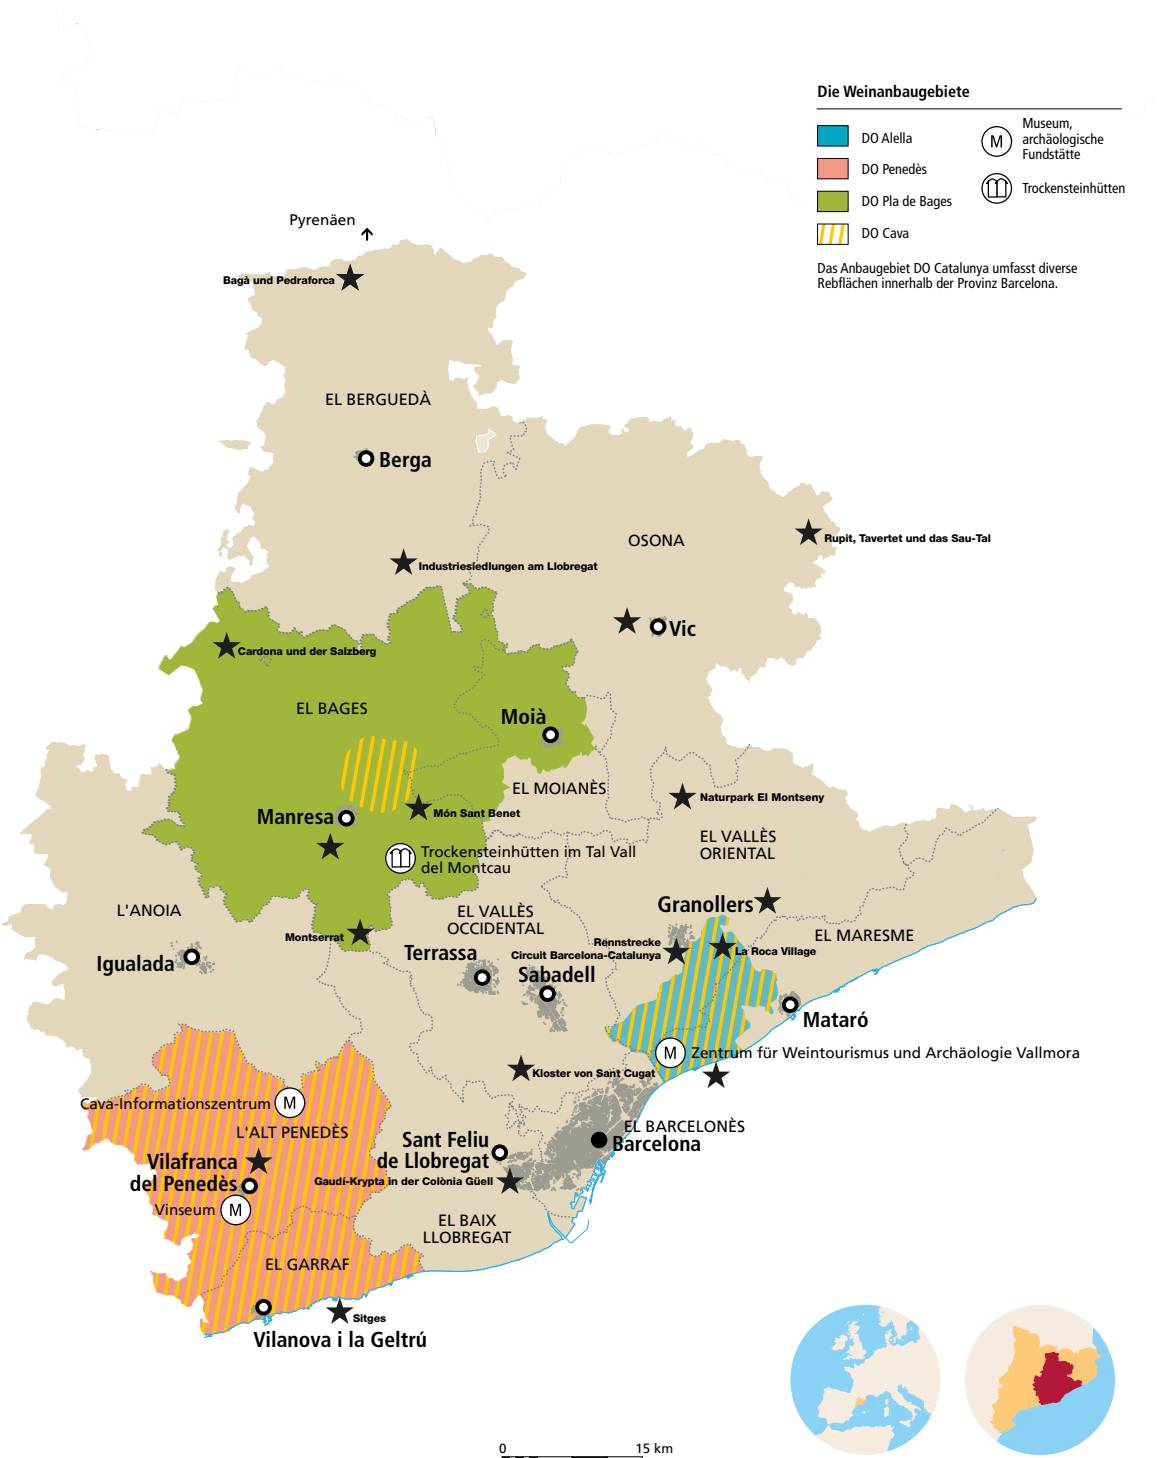 Die Weinanbaugebiete
DO Alella
DO Penedès
DO Pla de Bages
DO Cava
M
Museum,
archäologische
Fundstätte
Trockensteinhütten
Das Anbaugebiet DO Catalunya umfasst diverse
Rebflächen innerhalb der Provinz Barcelona.
Pyrenäen
Bagà und Pedraforca
EL BERGUEDÀ
Berga
OSONA
Rupit, Tavertet und das Sau-Tal
Industriesiedlungen am Llobregat
Vic
Cardona und der Salzberg
EL BAGES
Moià
EL MOIANÈS
Naturpark El Montseny
Manresa
Món Sant Benet
EL VALLÈS
ORIENTAL
Trockensteinhütten im Tal Vall
del Montcau
L'ANOIA
EL VALLÈS
OCCIDENTAL
Granollers
EL MARESME
Montserrat
Rennstrecke
Circuit Barcelona-Catalunya
La Roca Village
Igualada
Terrassa
Sabadell
Mataró
M
Zentrum für Weintourismus und Archäologie Vallmora
Kloster von Sant Cugat
Cava-Informationszentrum
M
L'ALT PENEDÈS
EL BARCELONÈS
Barcelona
Sant Feliu
de Llobregat
Vilafranca
del Penedès
Gaudí-Krypta in der Colònia Güell
Vinseum
M
EL BAIX
LLOBREGAT
EL GARRAF
Sitges
Vilanova i la Geltrú
0
15 km